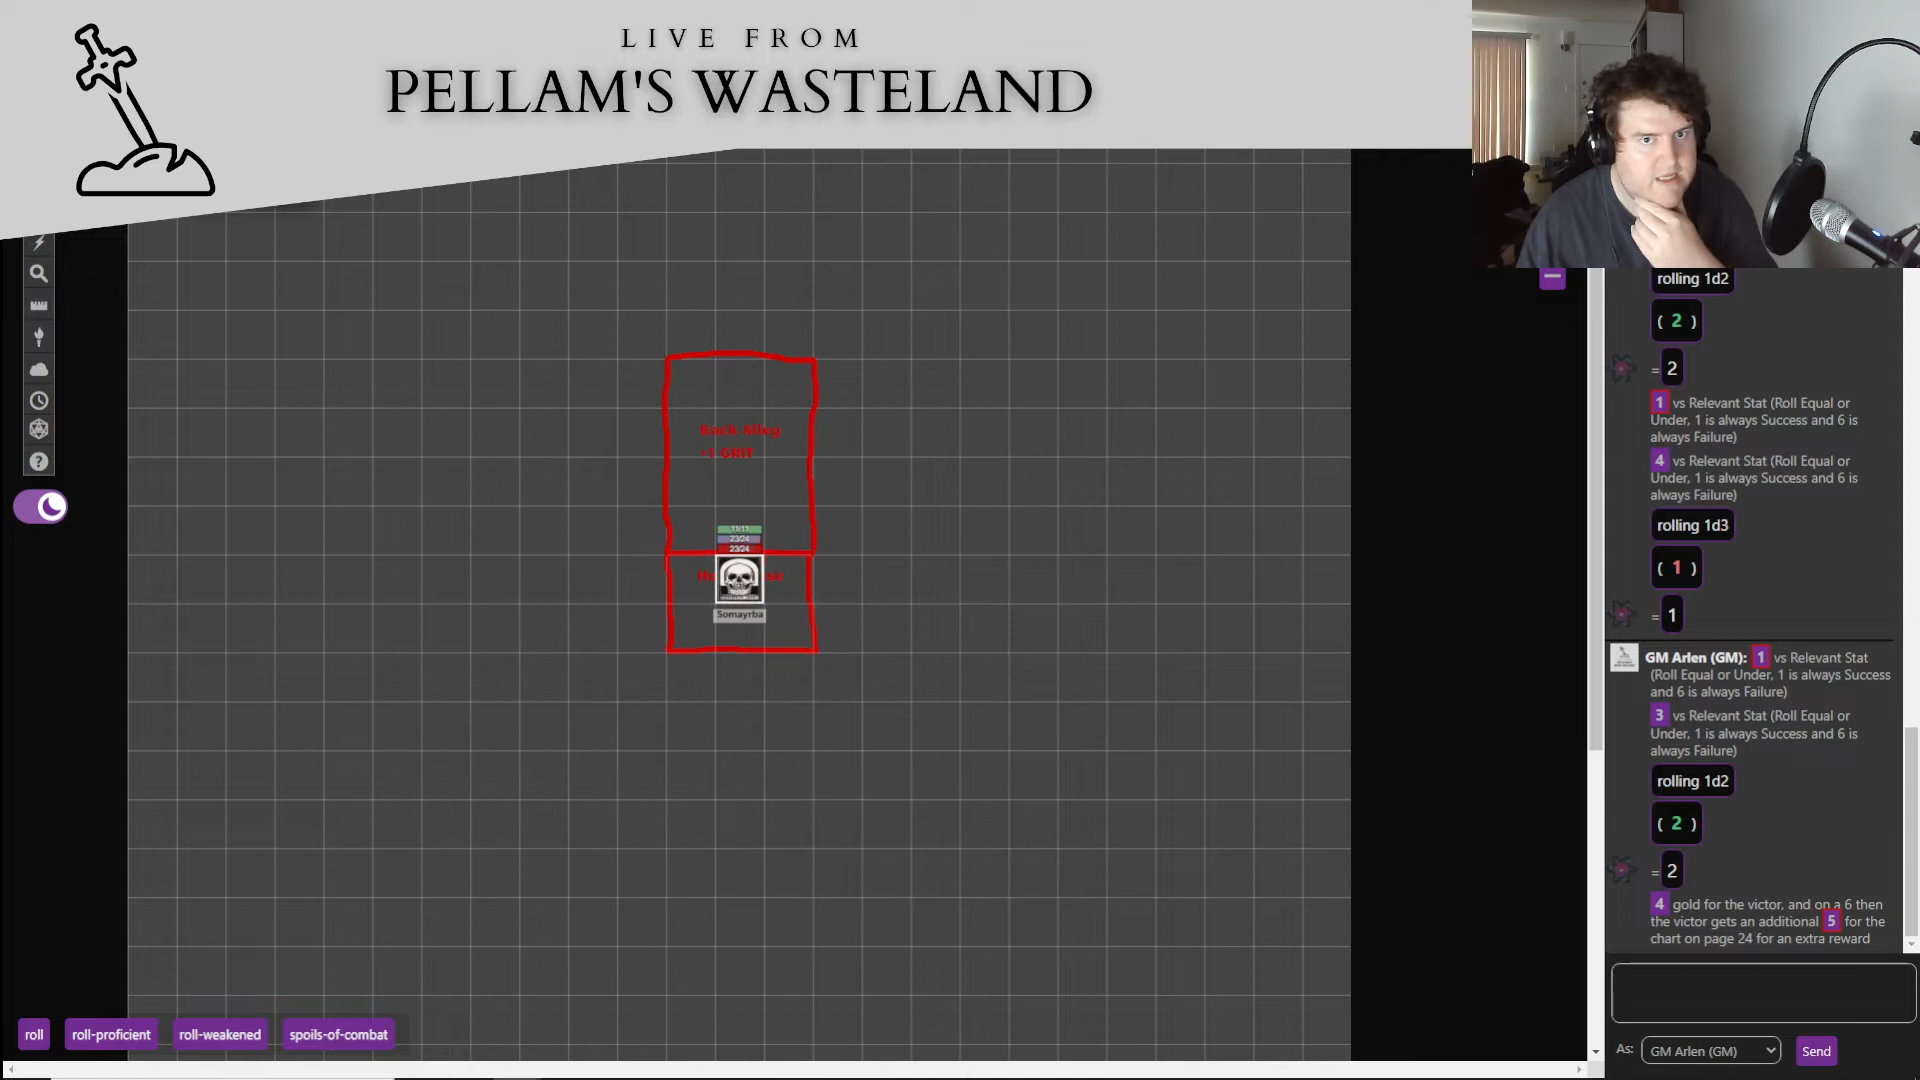 LIVE FROM
PELLAM'S WASTELAND
rolling 1d2
( 2 )
= 2
1 vs Relevant Stat (Roll Equal or
Under, 1 is always Success and 6 is
always Failure)
4 vs Relevant Stat (Roll Equal or
Under, 1 is always Success and 6 is
always Failure)
rolling 1d3
( 1 )
= 1
GM Arlen (GM): 1 vs Relevant Stat
(Roll Equal or Under, 1 is always Success
and 6 is always Failure)
3 vs Relevant Stat (Roll Equal or
Under, 1 is always Success and 6 is
always Failure)
rolling 1d2
( 2 )
= 2
4 gold for the victor, and on a 6 then
the victor gets an additional 5 for the
chart on page 24 for an extra reward
Back Alley
-1 GRIT
11/11
23/24
23/24
Somayrba
?
roll
roll-proficient
roll-weakened
spoils-of-combat
As:
GM Arlen (GM)
Send